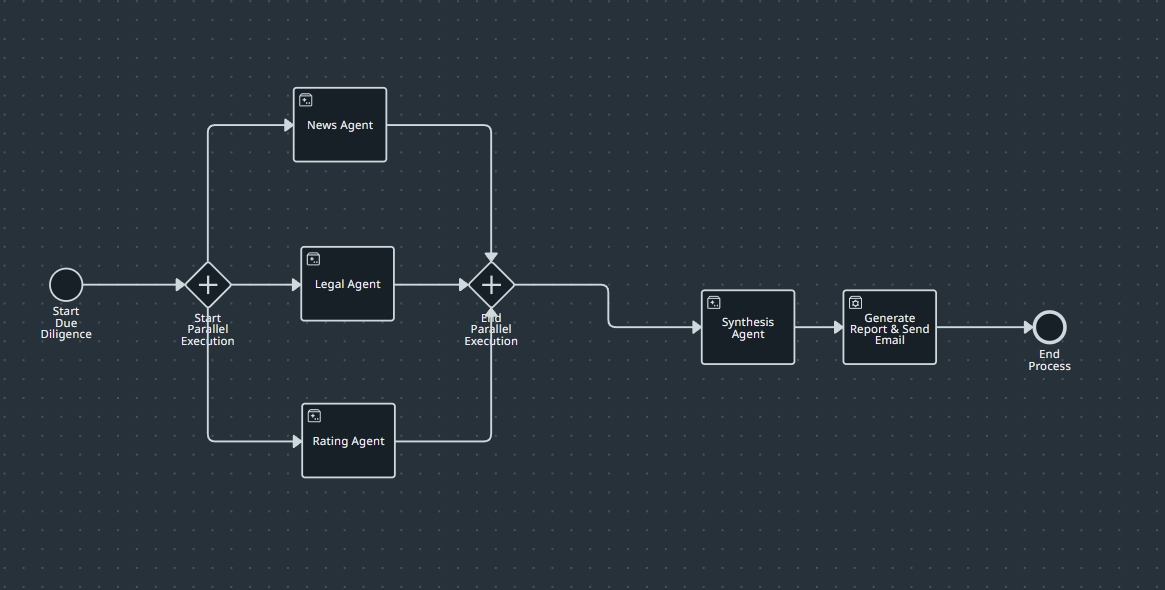 News Agent
Start
Due
Diligence
Start
Parallel
Execution
Legal Agent
End
Parallel
Execution
Rating Agent
Synthesis
Agent
Generate
Report & Send
Email
End
Process